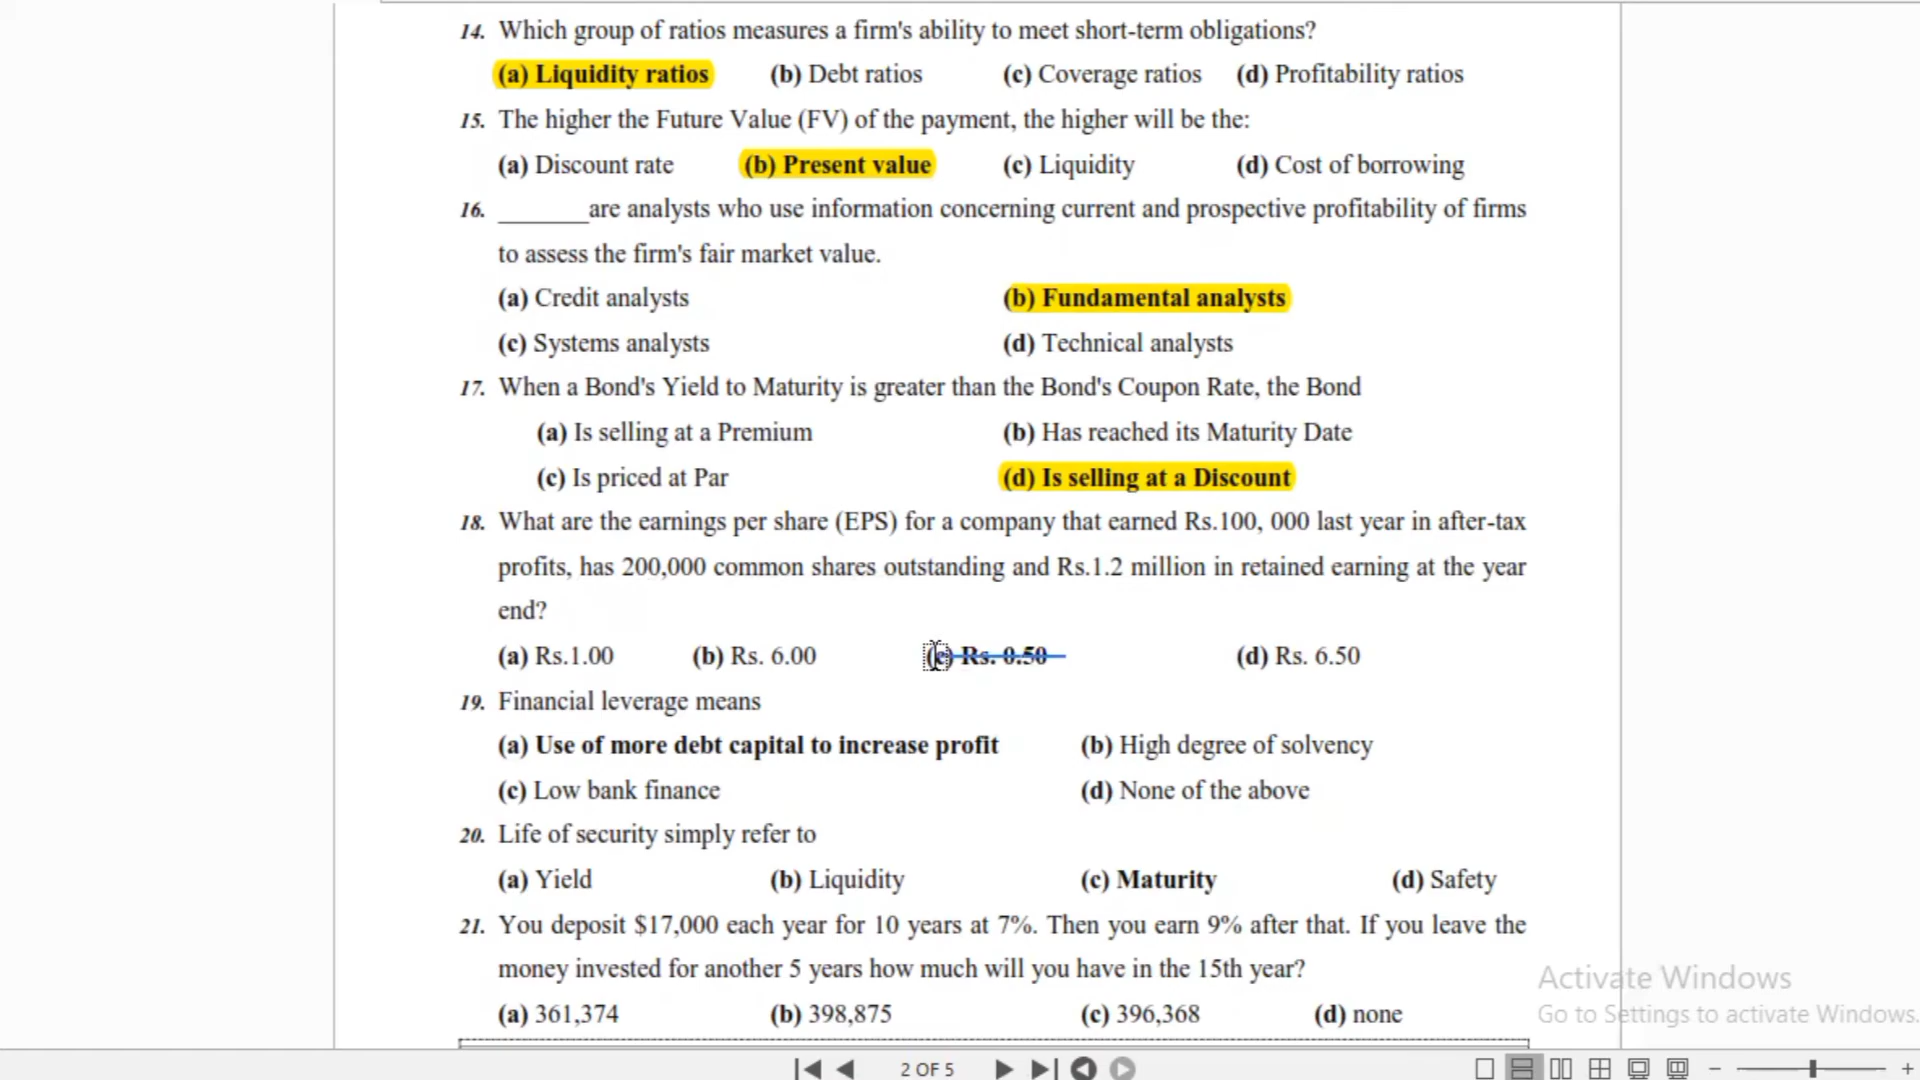 14. Which group of ratios measures a firm's ability to meet short-term obligations?
(a) Liquidity ratios (b) Debt ratios (c) Coverage ratios (d) Profitability ratios
15. The higher the Future Value (FV) of the payment, the higher will be the:
(a) Discount rate (b) Present value (c) Liquidity (d) Cost of borrowing
16. _______are analysts who use information concerning current and prospective profitability of firms
to assess the firm's fair market value.
(a) Credit analysts (b) Fundamental analysts
(c) Systems analysts (d) Technical analysts
17. When a Bond's Yield to Maturity is greater than the Bond's Coupon Rate, the Bond
(a) Is selling at a Premium (b) Has reached its Maturity Date
(c) Is priced at Par (d) Is selling at a Discount
18. What are the earnings per share (EPS) for a company that earned Rs.100, 000 last year in after-tax
profits, has 200,000 common shares outstanding and Rs.1.2 million in retained earning at the year
end?
(a) Rs.1.00 (b) Rs. 6.00 (c) Rs. 0.50 (d) Rs. 6.50
19. Financial leverage means
(a) Use of more debt capital to increase profit (b) High degree of solvency
(c) Low bank finance (d) None of the above
20. Life of security simply refer to
(a) Yield (b) Liquidity (c) Maturity (d) Safety
21. You deposit $17,000 each year for 10 years at 7%. Then you earn 9% after that. If you leave the
money invested for another 5 years how much will you have in the 15th year?
(a) 361,374 (b) 398,875 (c) 396,368 (d) none
Activate Windows
Go to Settings to activate Windows.
2 OF 5